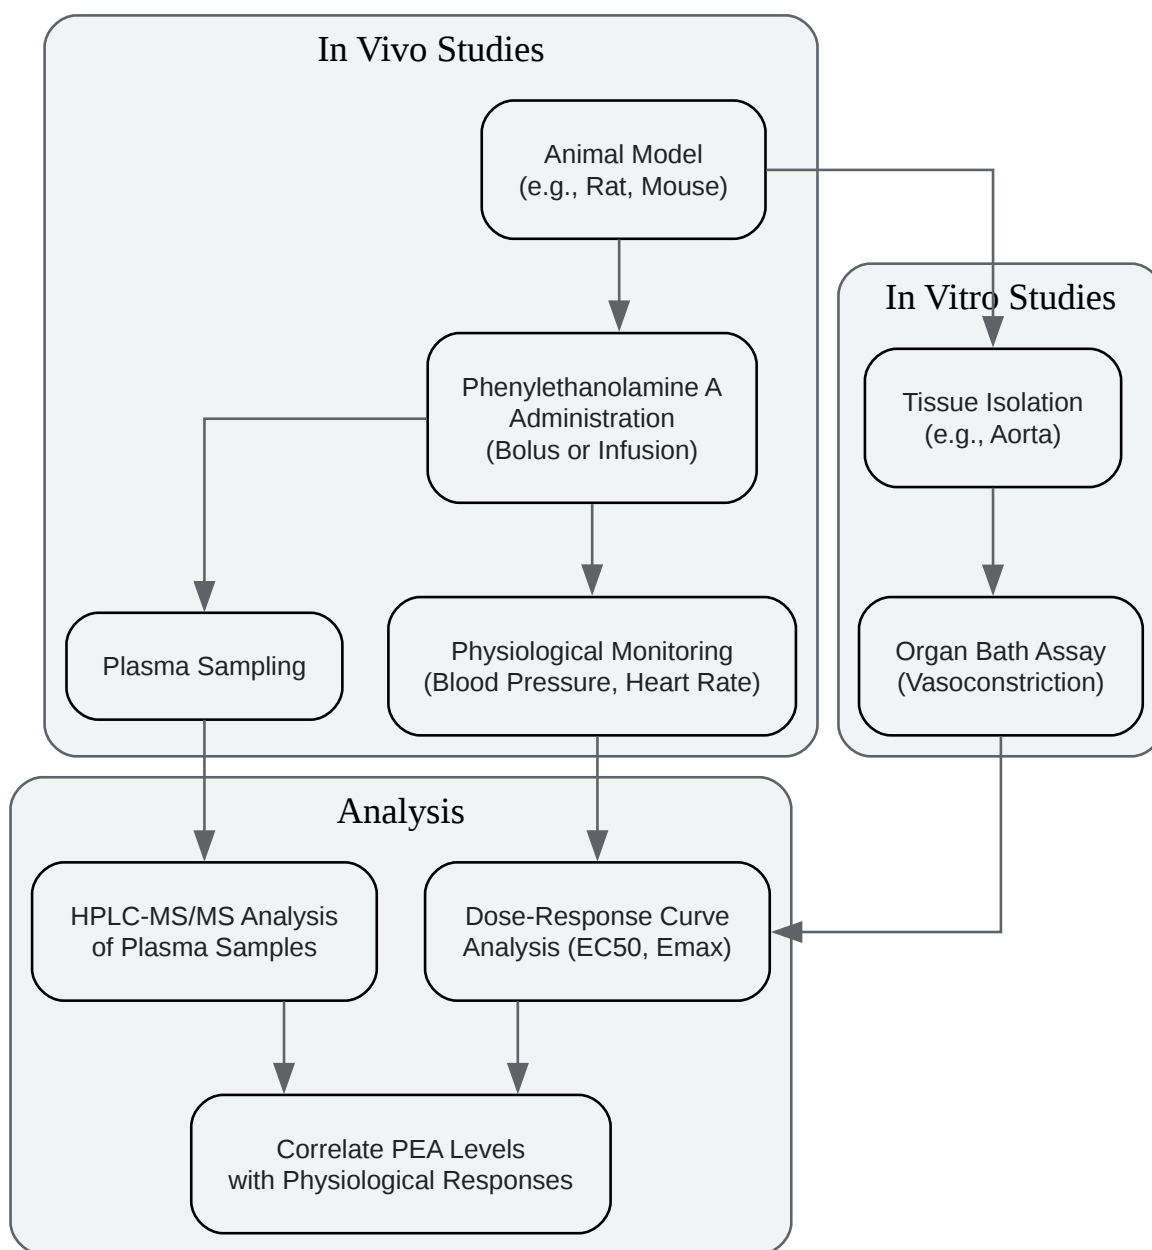 In Vivo Studies
Animal Model
(e.g., Rat, Mouse)
In Vitro Studies
Phenylethanolamine A
Administration
(Bolus or Infusion)
Tissue Isolation
(e.g., Aorta)
Plasma Sampling
Physiological Monitoring
(Blood Pressure, Heart Rate)
Organ Bath Assay
(Vasoconstriction)
Analysis
HPLC-MS/MS Analysis
of Plasma Samples
Dose-Response Curve
Analysis (EC50, Emax)
Correlate PEA Levels
with Physiological Responses